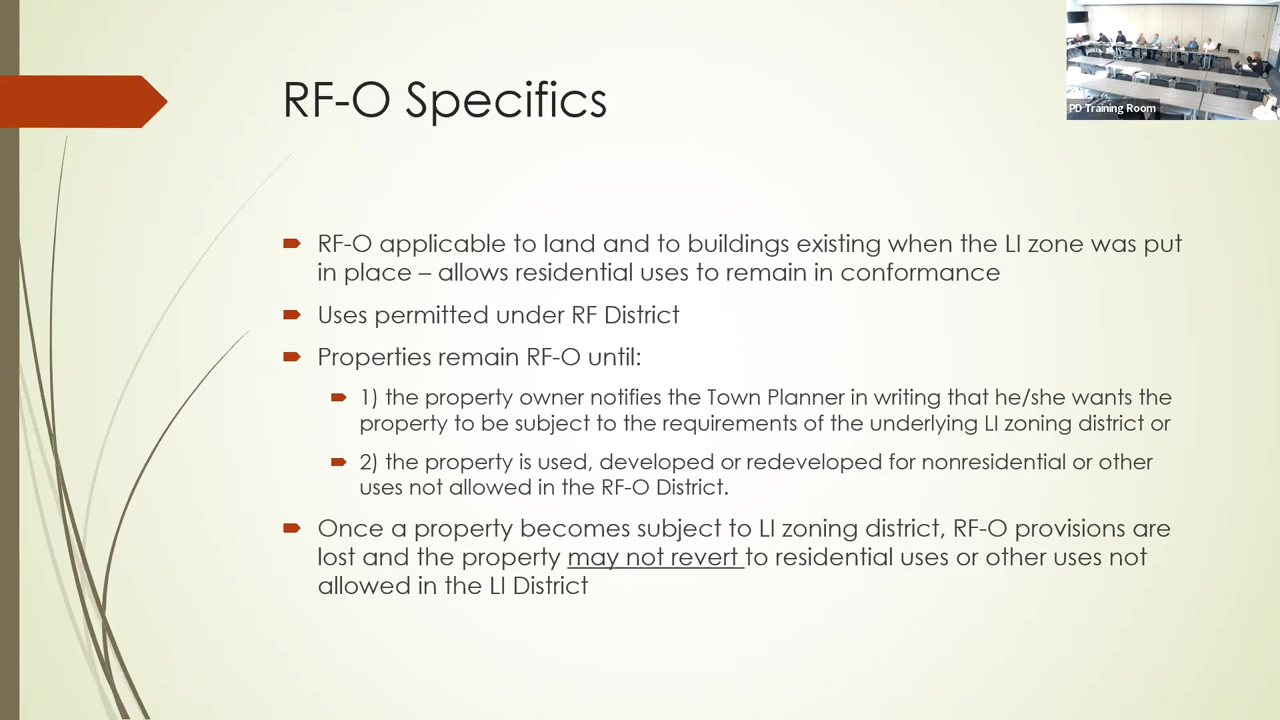 PD Training Room
RF-O Specifics
RF-O applicable to land and to buildings existing when the LI zone was put
in place – allows residential uses to remain in conformance
Uses permitted under RF District
Properties remain RF-O until:
1) the property owner notifies the Town Planner in writing that he/she wants the
property to be subject to the requirements of the underlying LI zoning district or
2) the property is used, developed or redeveloped for nonresidential or other
uses not allowed in the RF-O District.
Once a property becomes subject to LI zoning district, RF-O provisions are
lost and the property may not revert to residential uses or other uses not
allowed in the LI District